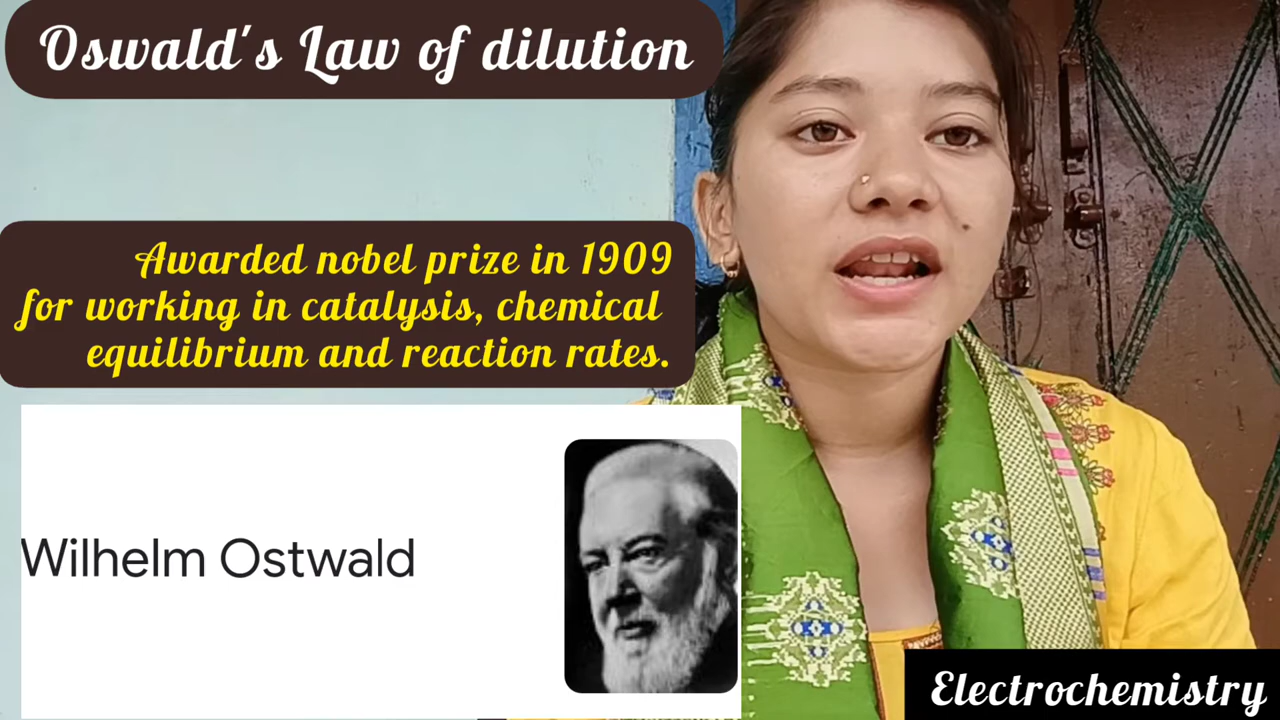 Oswald's Law of dilution
Awarded nobel prize in 1909
for working in catalysis, chemical
equilibrium and reaction rates.
Wilhelm Ostwald
Electrochemistry